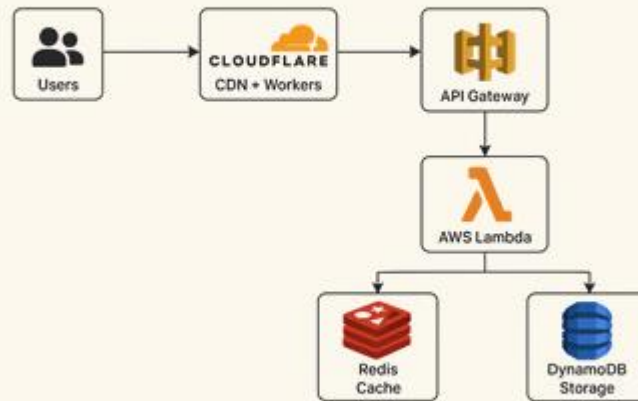 Users
CLOUDFLARE
CDN + Workers
API Gateway
AWS Lambda
Redis
Cache
DynamoDB
Storage